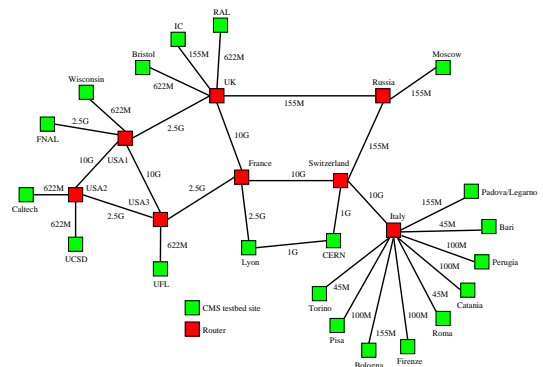 RAL
IC
155M
622M
Bristol
Moscow
622M
UK
Russia
Wisconsin
155M
155M
622M
2.5G
2.5G
FNAL
USA1
10G
155M
10G
10G
France
Switzerland
10G
10G
Padova/Legarno
USA2
622M
USA3
2.5G
155M
Caltech
2.5G
1G
Italy
45M
Bari
622M
2.5G
100M
622M
CERN
Perugia
UCSD
Lyon
1G
100M
UFL
45M
45M
Catania
Torino
CMS testbed site
100M
100M
Roma
Router
Pisa
155M
Firenze
Bologna